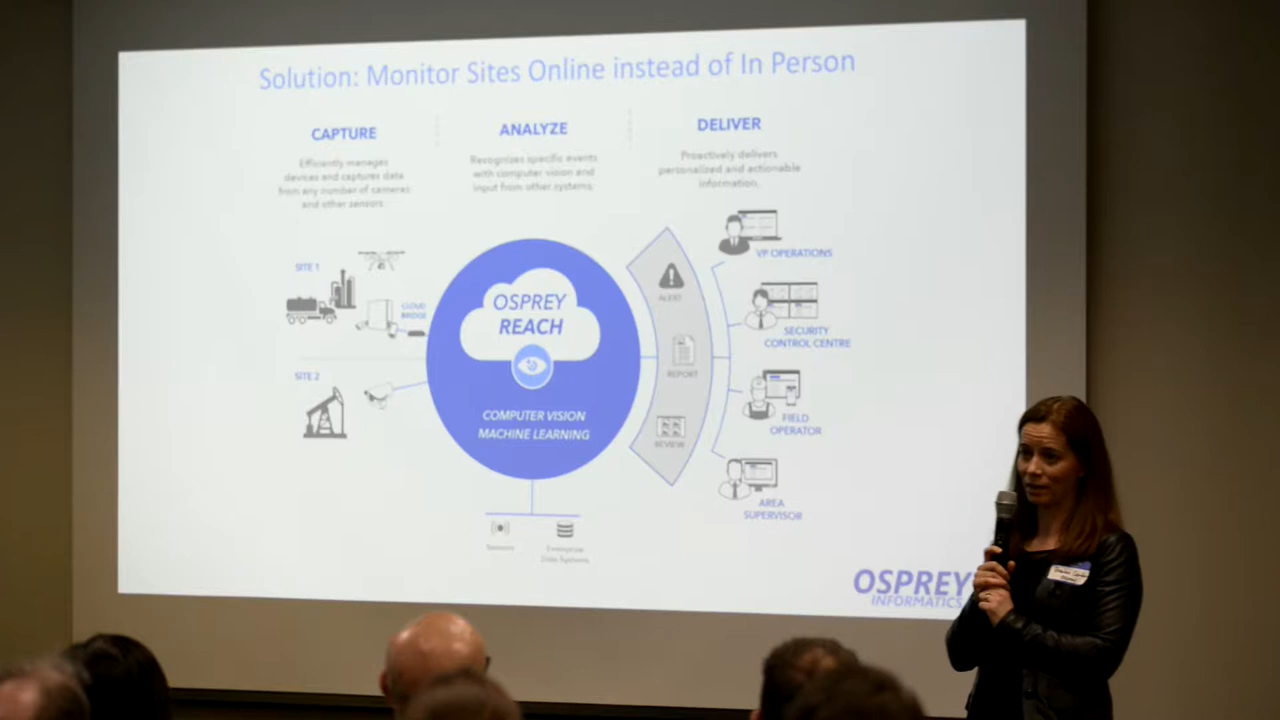 Solution: Monitor Sites Online instead of In Person
CAPTURE
Efficiently manages
devices and captures data
from any number of cameras
and other sensors
ANALYZE
Recognizes specific events
with computer vision and
input from other systems.
DELIVER
Proactively delivers
personalized and actionable
information.
SITE 1
CLOUD
BRIDGE
SITE 2
OSPREY
REACH
COMPUTER VISION
MACHINE LEARNING
Sensors
Enterprise
Data Systems
ALERT
REPORT
REVIEW
VP OPERATIONS
SECURITY
CONTROL CENTRE
FIELD
OPERATOR
AREA
SUPERVISOR
OSPREY
INFORMATICS